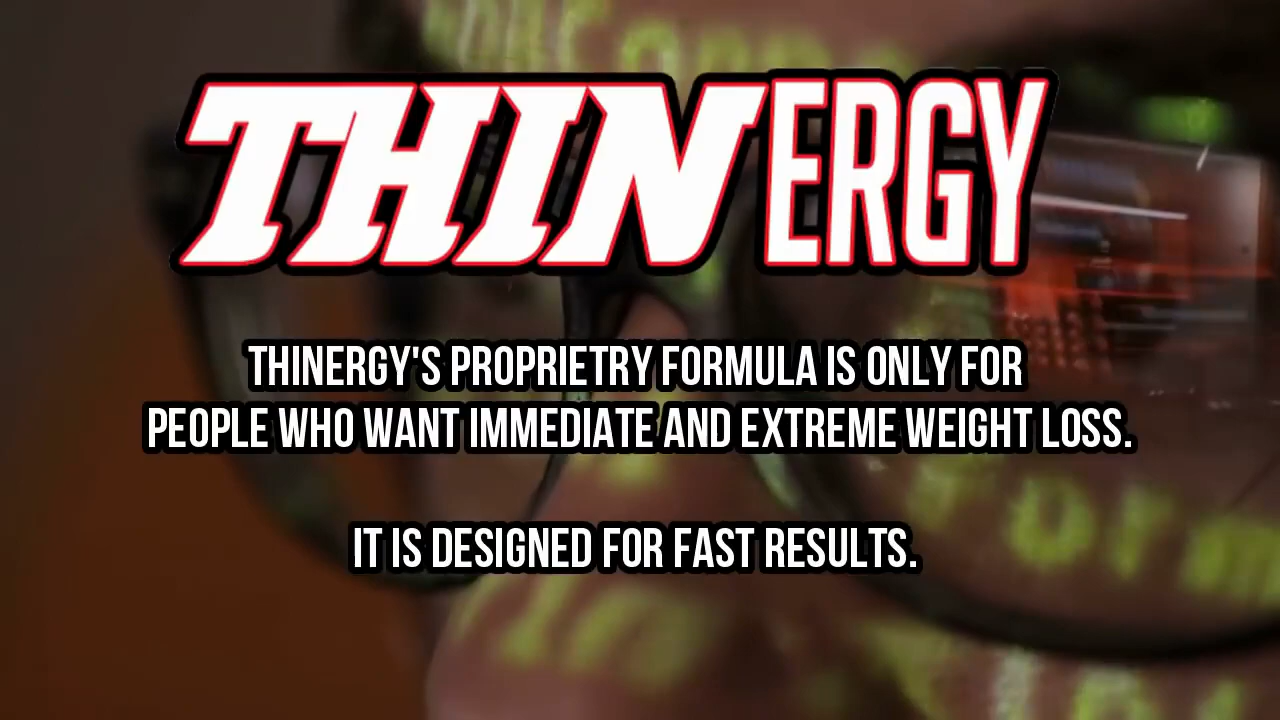 THINERGY
THINERGY'S PROPRIETRY FORMULA IS ONLY FOR
PEOPLE WHO WANT IMMEDIATE AND EXTREME WEIGHT LOSS.
IT IS DESIGNED FOR FAST RESULTS.